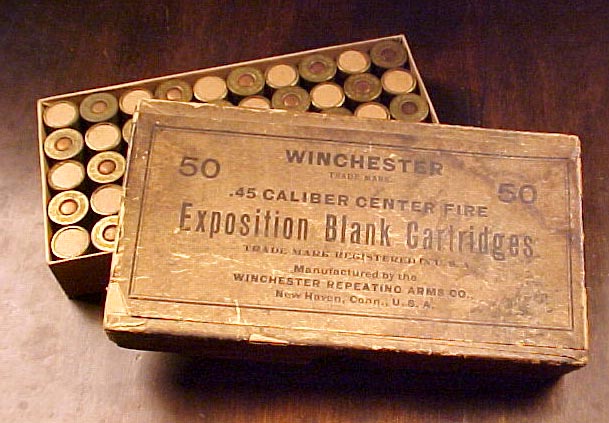 50 WINCHESTER 50
TRADE MARK
.45 CALIBER CENTER FIRE
Exposition Blank Cartridges
TRADE MARK REGISTERED IN U.S.A.
Manufactured by the
WINCHESTER REPEATING ARMS CO.,
New Haven, Conn., U.S.A.